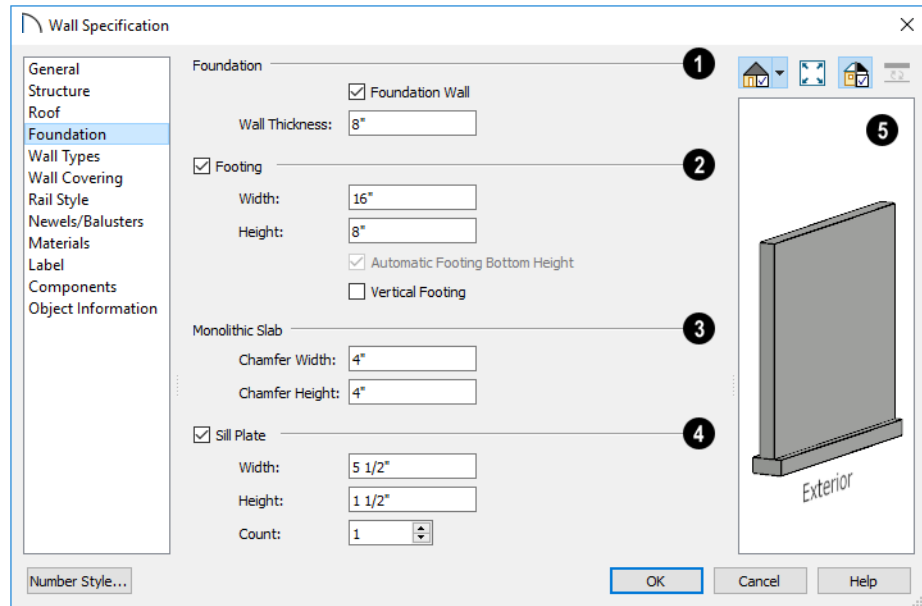 Wall Specification
General
Structure
Roof
Foundation
Wall Types
Wall Covering
Rail Style
Newels/Balusters
Materials
Label
Components
Object Information
Foundation
1
Foundation Wall
Wall Thickness: 8"
Footing
2
Width: 16"
Height: 8"
Automatic Footing Bottom Height
Vertical Footing
Monolithic Slab
3
Chamfer Width: 4"
Chamfer Height: 4"
Sill Plate
4
Width: 5 1/2"
Height: 1 1/2"
Count: 1
5
Exterior
Number Style...
OK
Cancel
Help